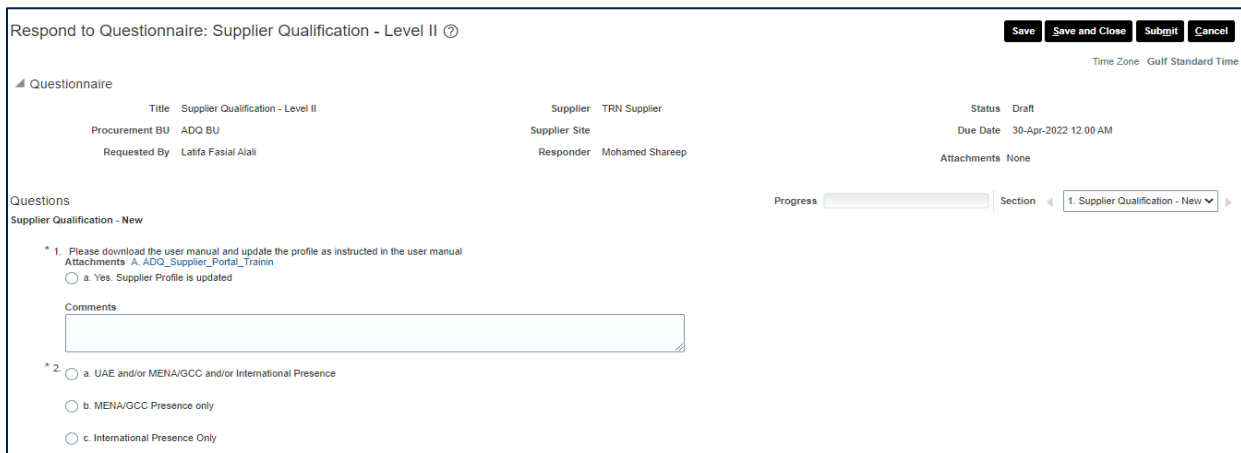 Respond to Questionnaire: Supplier Qualification - Level II ?
Save Save and Close Submit Cancel
Time Zone Gulf Standard Time
Questionnaire
Title Supplier Qualification - Level II Supplier TRN Supplier Status Draft
Procurement BU ADQ BU Supplier Site Due Date 30-Apr-2022 12.00 AM
Requested By Latifa Fasial Alali Responder Mohamed Shareep Attachments None
Questions Progress Section 1. Supplier Qualification - New
Supplier Qualification - New
* 1. Please download the user manual and update the profile as instructed in the user manual
Attachments A. ADQ_Supplier_Portal_Trainin
a. Yes. Supplier Profile is updated
Comments
* 2. a. UAE and/or MENA/GCC and/or International Presence
b. MENA/GCC Presence only
c. International Presence Only